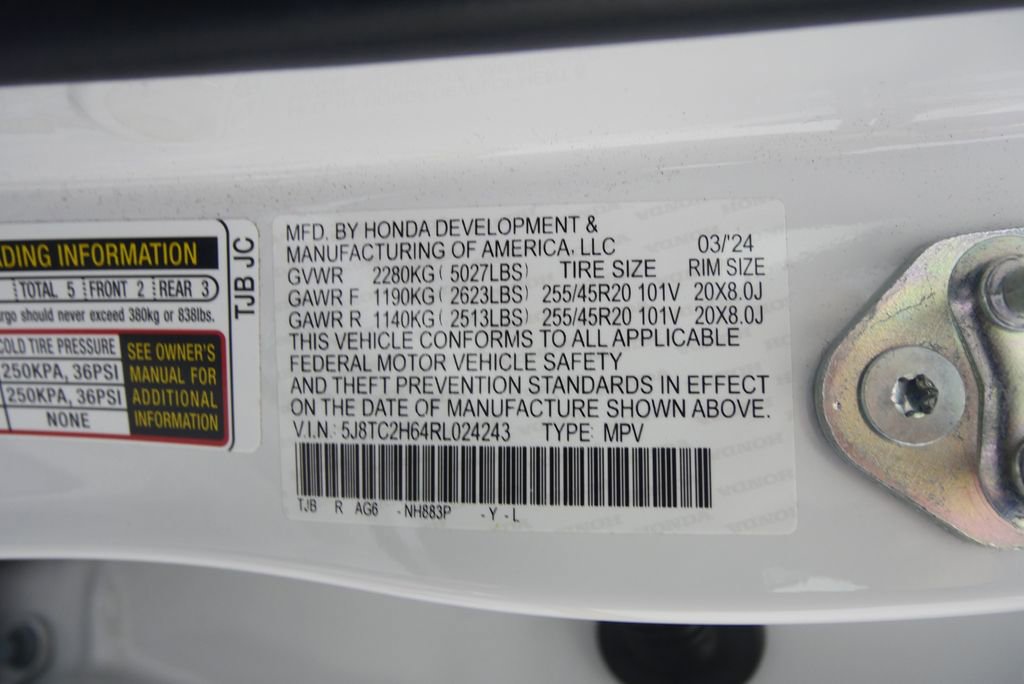 ADING INFORMATION
TOTAL 5 FRONT 2 REAR 3
rgo should never exceed 380kg or 838lbs.
COLD TIRE PRESSURE
250KPA, 36PSI
250KPA, 36PSI
NONE
SEE OWNER'S
MANUAL FOR
ADDITIONAL
INFORMATION
TJB JC
MFD. BY HONDA DEVELOPMENT &
MANUFACTURING OF AMERICA, LLC 03/'24
GVWR 2280KG ( 5027LBS) TIRE SIZE RIM SIZE
GAWR F 1190KG ( 2623LBS) 255/45R20 101V 20X8.0J
GAWR R 1140KG ( 2513LBS) 255/45R20 101V 20X8.0J
THIS VEHICLE CONFORMS TO ALL APPLICABLE
FEDERAL MOTOR VEHICLE SAFETY
AND THEFT PREVENTION STANDARDS IN EFFECT
ON THE DATE OF MANUFACTURE SHOWN ABOVE.
V.I.N.: 5J8TC2H64RL024243 TYPE: MPV
TJB R AG6 -NH883P -Y-L